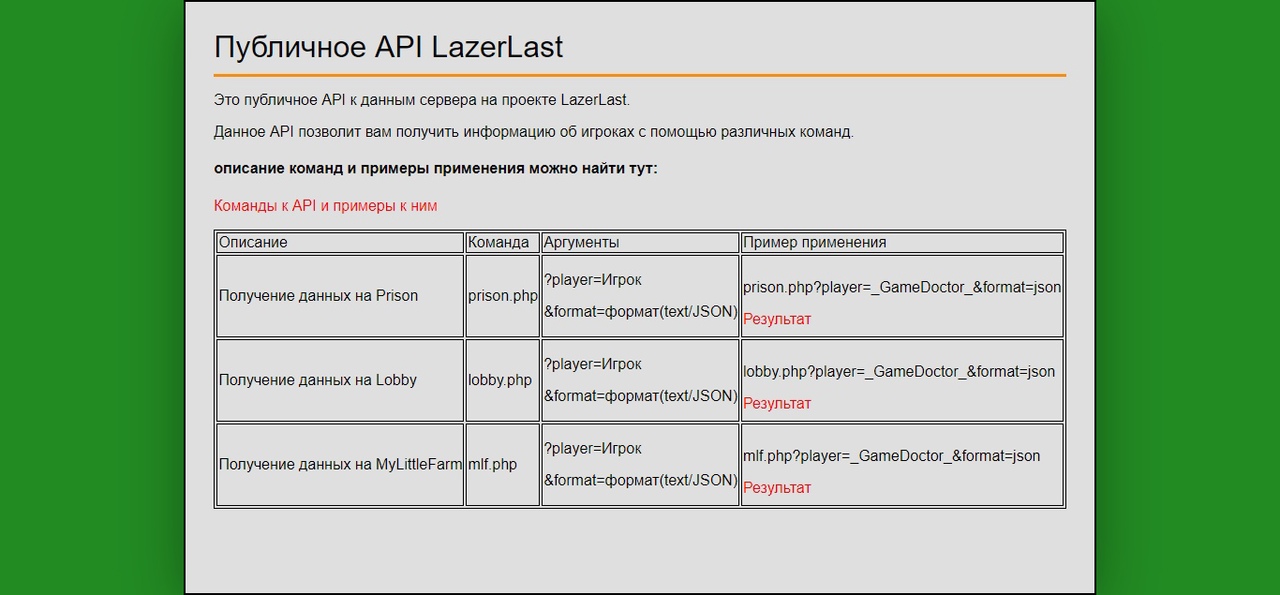 Публичное API LazerLast
Это публичное API к данным сервера на проекте LazerLast.
Данное API позволит вам получить информацию об игроках с помощью различных команд.
описание команд и примеры применения можно найти тут:
Команды к API и примеры к ним
Описание Команда Аргументы Пример применения
Получение данных на Prison prison.php
?player=Игрок
&format=формат(text/JSON)
prison.php?player=_GameDoctor_&format=json
Результат
Получение данных на Lobby lobby.php
?player=Игрок
&format=формат(text/JSON)
lobby.php?player=_GameDoctor_&format=json
Результат
Получение данных на MyLittleFarm mlf.php
?player=Игрок
&format=формат(text/JSON)
mlf.php?player=_GameDoctor_&format=json
Результат